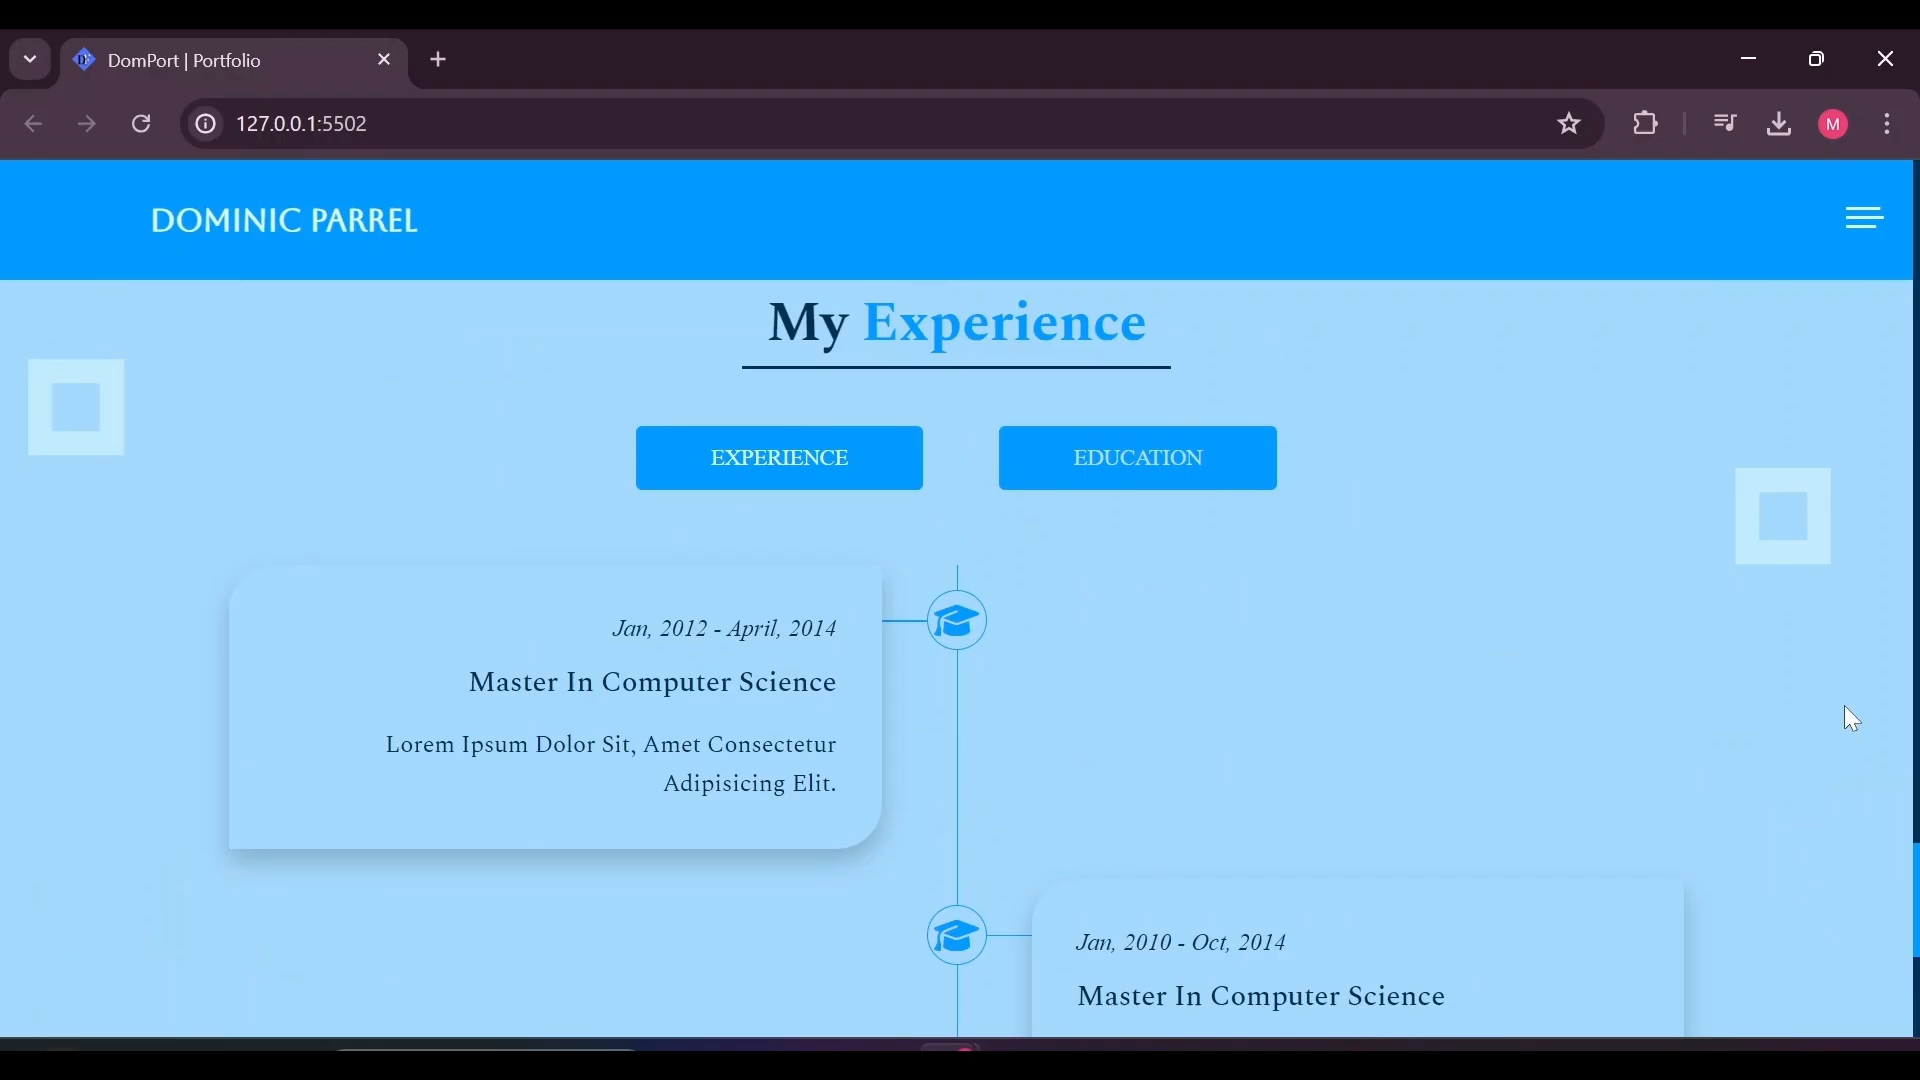 DomPort | Portfolio
127.0.0.1:5502
M
DOMINIC PARREL
My Experience
EXPERIENCE
EDUCATION
Jan, 2012 - April, 2014
Master In Computer Science
Lorem Ipsum Dolor Sit, Amet Consectetur
Adipisicing Elit.
Jan, 2010 - Oct, 2014
Master In Computer Science